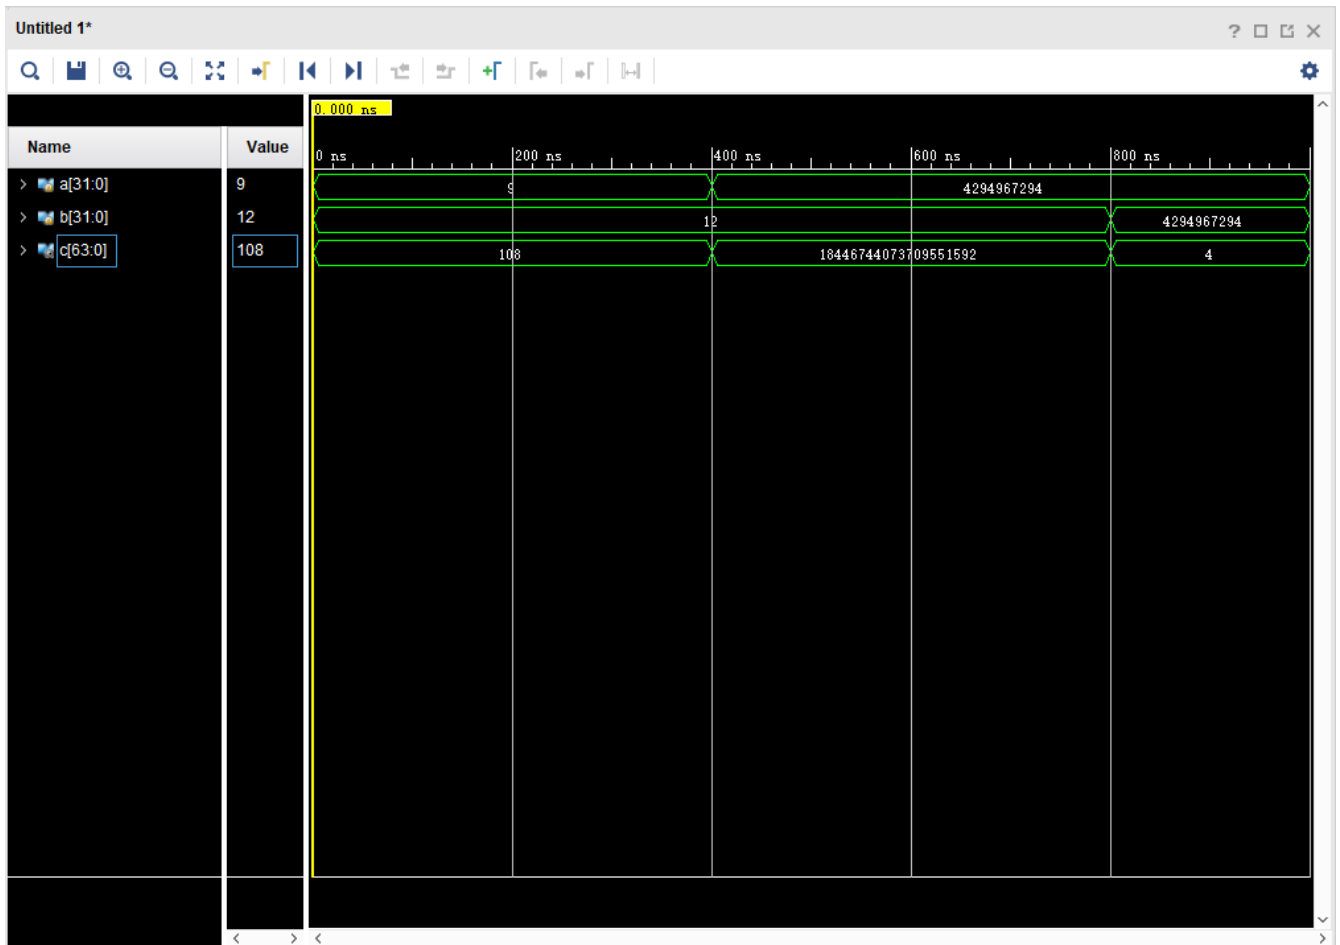 Untitled 1*
0.000 ns
Name Value
0 ns 200 ns 400 ns 600 ns 800 ns
a[31:0] 9 9 4294967294
b[31:0] 12 12 4294967294
c[63:0] 108 108 18446744073709551592 4